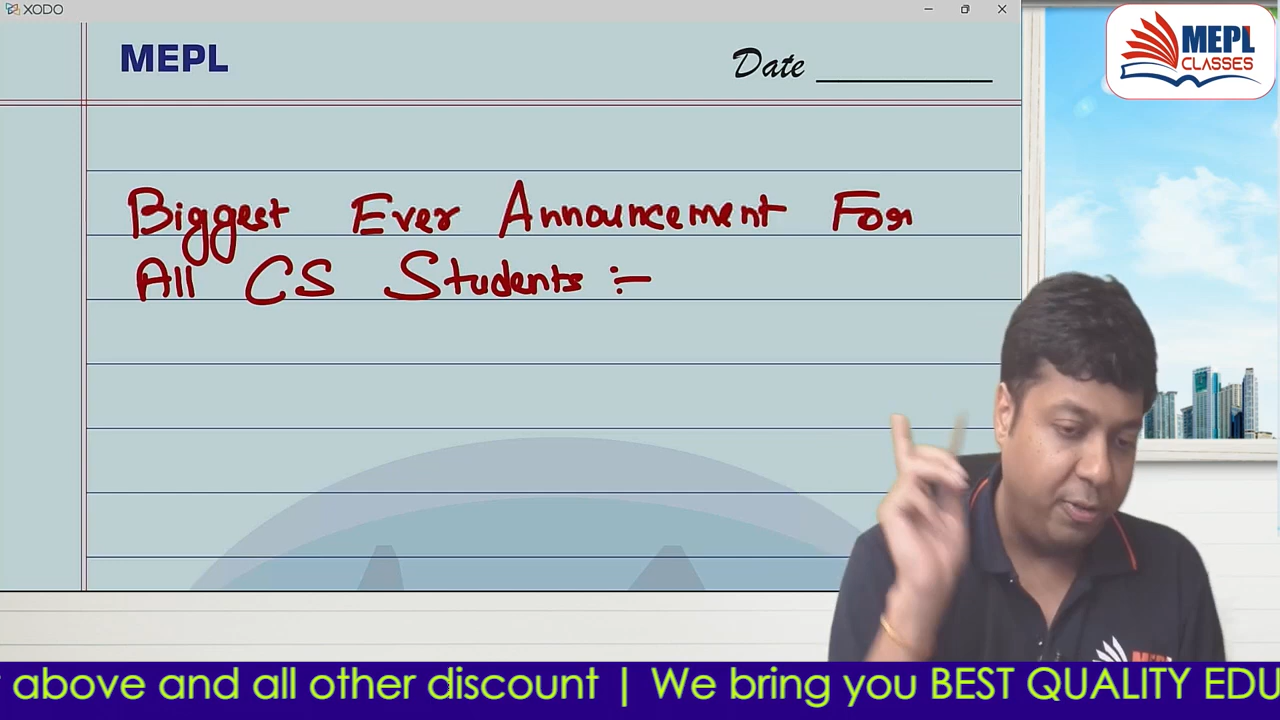 XODO
MEPL
Date
MEPL
CLASSES
Biggest Ever Announcement For
All CS Students :-
above and all other discount | We bring you BEST QUALITY EDU